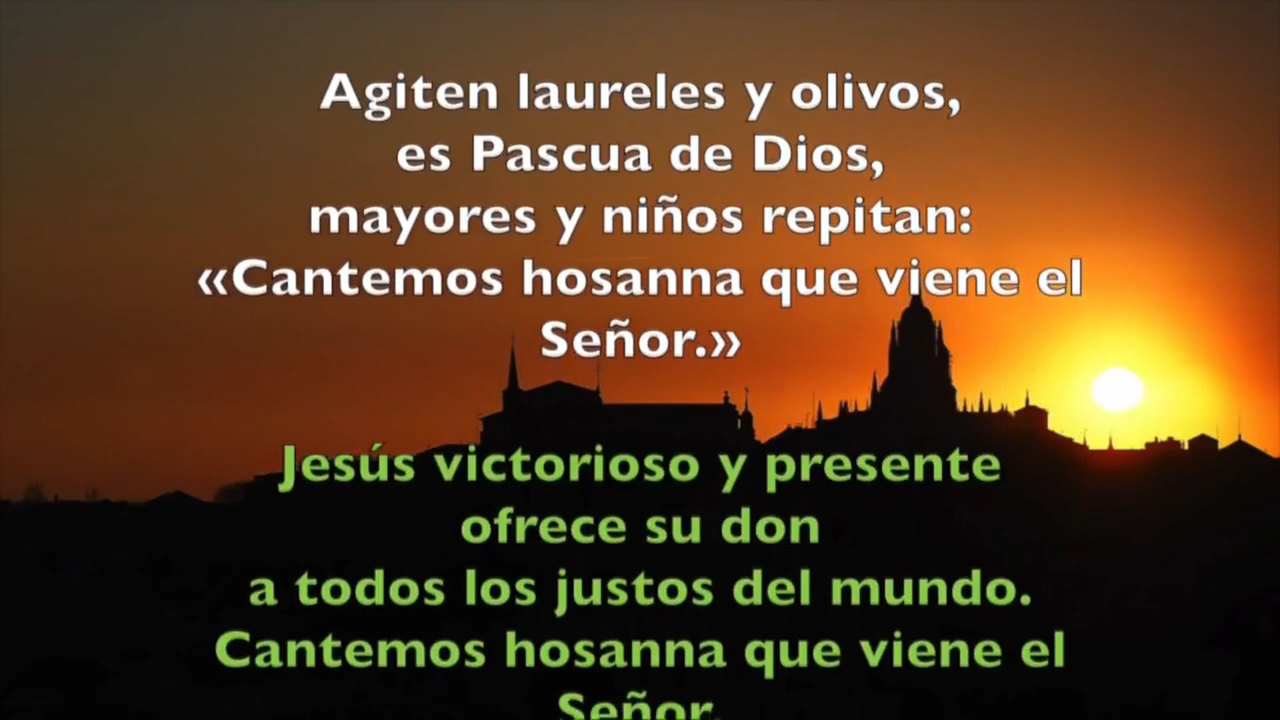 Agiten laureles y olivos,
es Pascua de Dios,
mayores y niños repitan:
«Cantemos hosanna que viene el
Señor.»
Jesús victorioso y presente
ofrece su don
a todos los justos del mundo.
Cantemos hosanna que viene el
Señor.